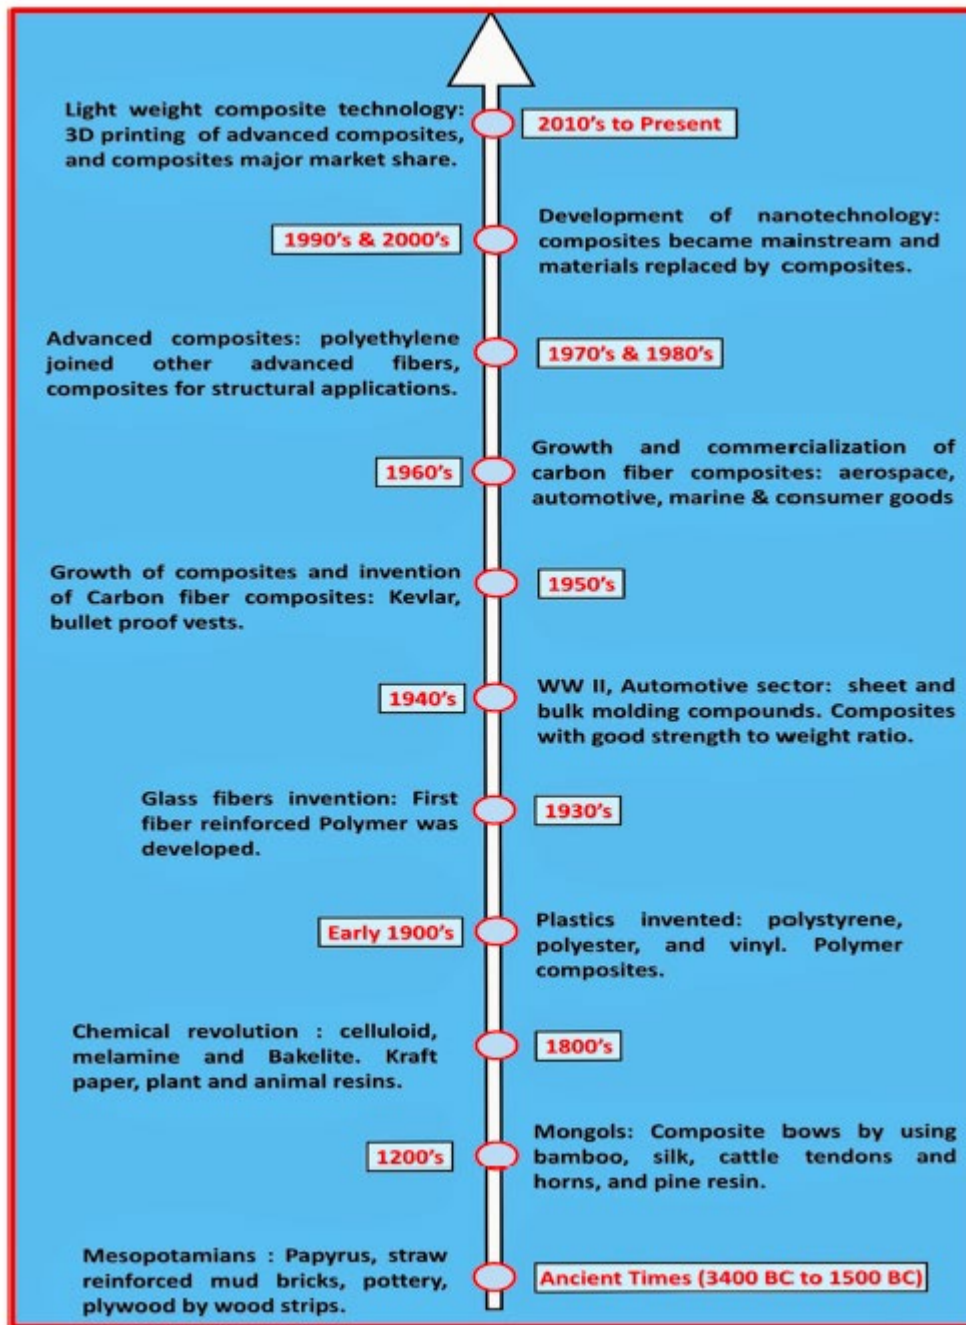 Light weight composite technology:
3D printing of advanced composites,
and composites major market share.
2010's to Present
1990's & 2000's
Development of nanotechnology:
composites became mainstream and
materials replaced by composites.
Advanced composites: polyethylene
joined other advanced fibers,
composites for structural applications.
1970's & 1980's
1960's
Growth and commercialization of
carbon fiber composites: aerospace,
automotive, marine & consumer goods
Growth of composites and invention
of Carbon fiber composites: Kevlar,
bullet proof vests.
1950's
1940's
WW II, Automotive sector: sheet and
bulk molding compounds. Composites
with good strength to weight ratio.
Glass fibers invention: First
fiber reinforced Polymer was
developed.
1930's
Early 1900's
Plastics invented: polystyrene,
polyester, and vinyl. Polymer
composites.
Chemical revolution : celluloid,
melamine and Bakelite. Kraft
paper, plant and animal resins.
1800's
1200's
Mongols: Composite bows by using
bamboo, silk, cattle tendons and
horns, and pine resin.
Mesopotamians : Papyrus, straw
reinforced mud bricks, pottery,
plywood by wood strips.
Ancient Times (3400 BC to 1500 BC)